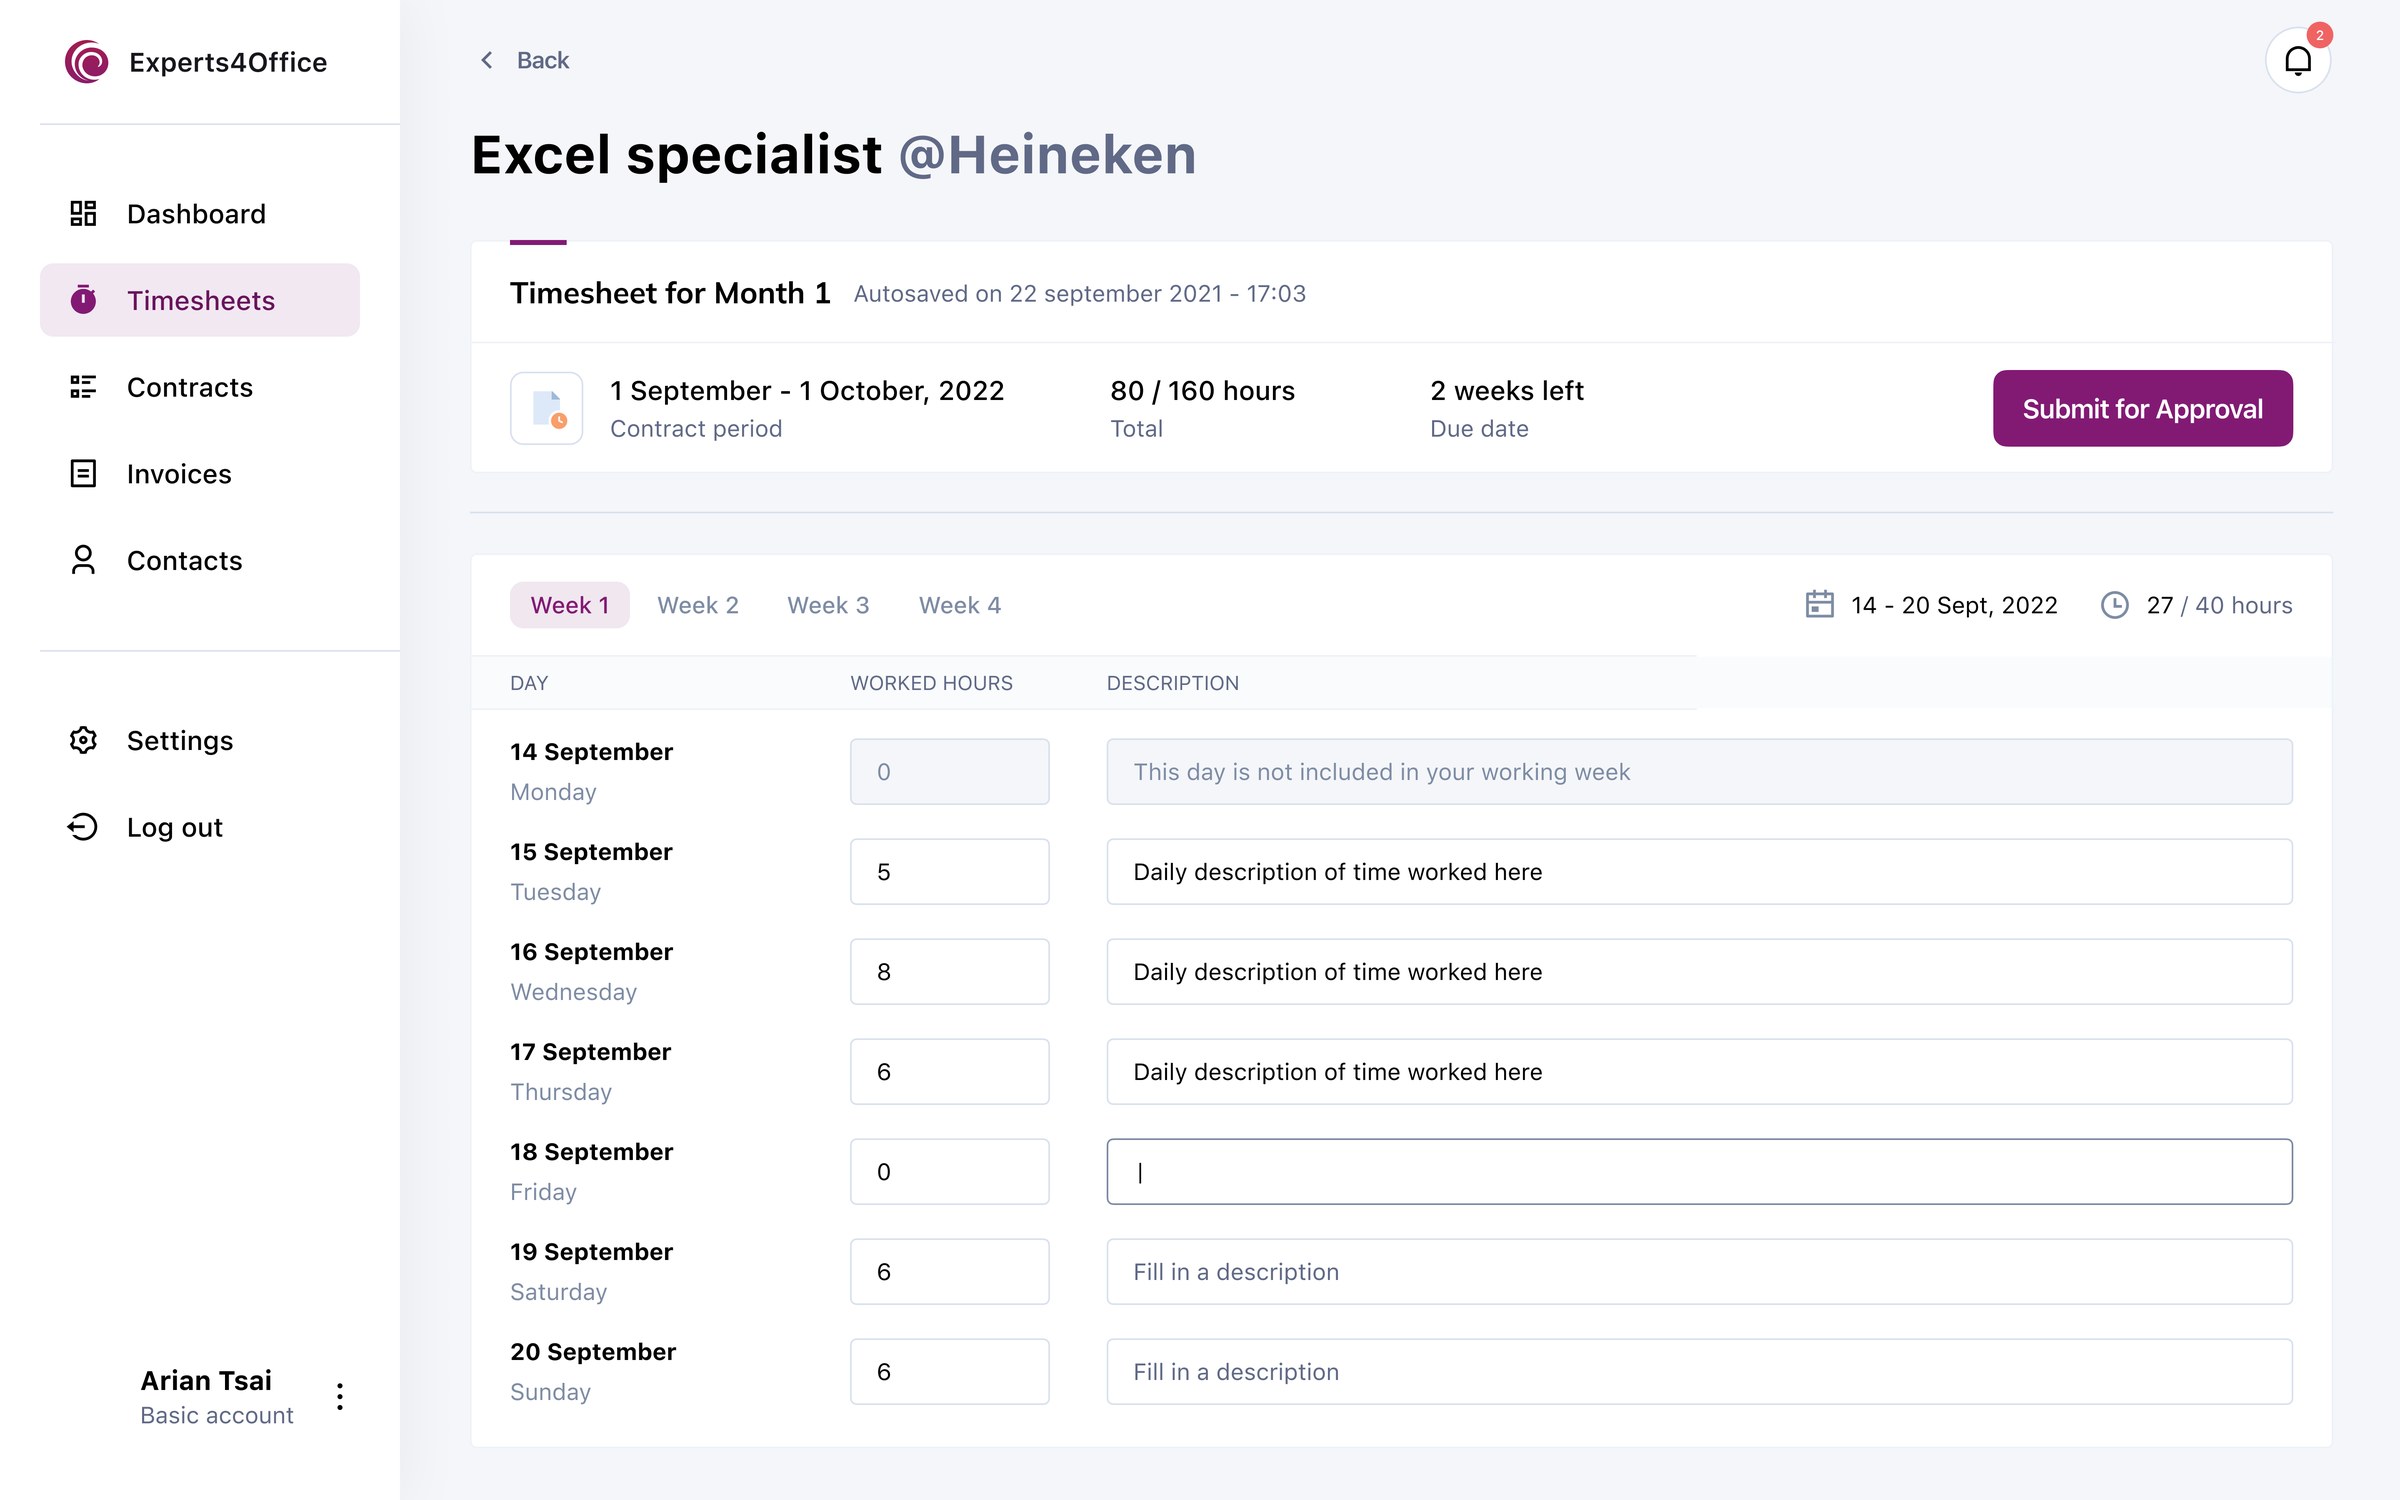 Experts4Office
Dashboard
Timesheets
Contracts
Invoices
Contacts
Settings
Log out
Arian Tsai
Basic account
Back
2
Excel specialist @Heineken
Timesheet for Month 1 Autosaved on 22 september 2021 - 17:03
1 September - 1 October, 2022
Contract period
80 / 160 hours
Total
2 weeks left
Due date
Submit for Approval
Week 1 Week 2 Week 3 Week 4
14 - 20 Sept, 2022
27 / 40 hours
DAY WORKED HOURS DESCRIPTION
14 September
Monday
0
This day is not included in your working week
15 September
Tuesday
5
Daily description of time worked here
16 September
Wednesday
8
Daily description of time worked here
17 September
Thursday
6
Daily description of time worked here
18 September
Friday
0
19 September
Saturday
6
Fill in a description
20 September
Sunday
6
Fill in a description